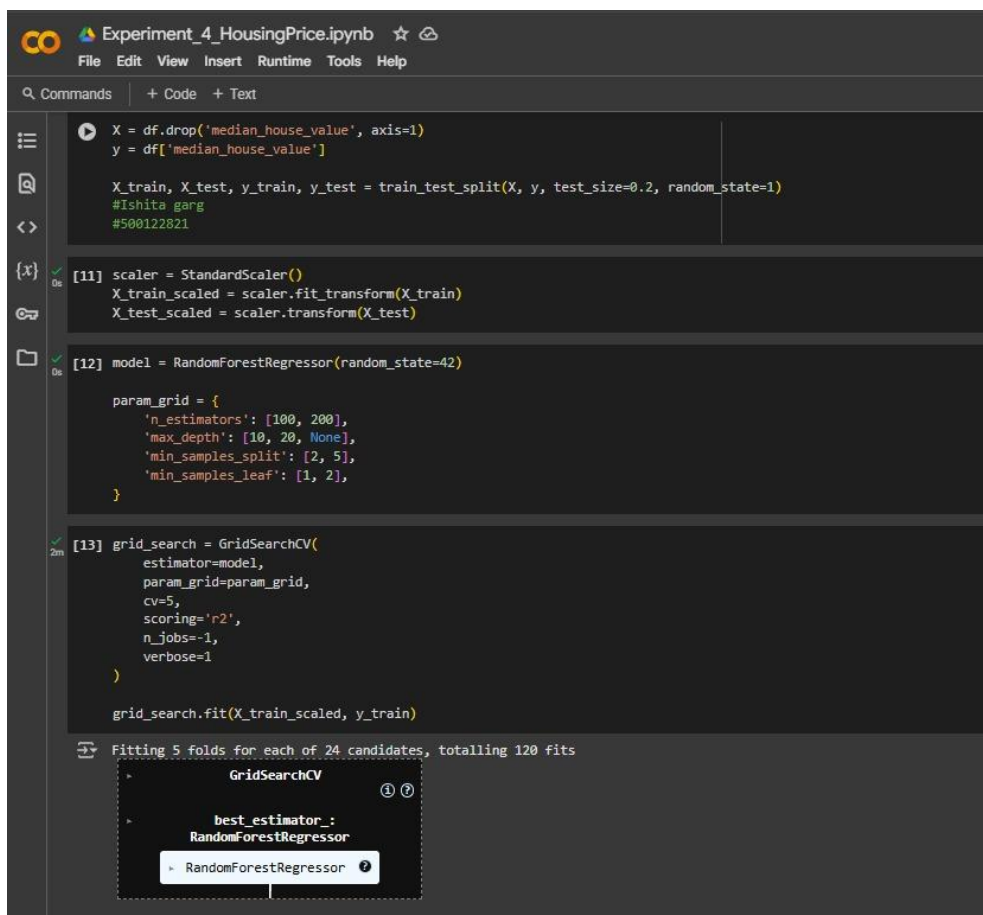 CO
Experiment_4_HousingPrice.ipynb
File Edit View Insert Runtime Tools Help
Commands + Code + Text
X = df.drop('median_house_value', axis=1)
y = df['median_house_value']
X_train, X_test, y_train, y_test = train_test_split(X, y, test_size=0.2, random_state=1)
#Ishita garg
#500122821
{x}
0s [11] scaler = StandardScaler()
X_train_scaled = scaler.fit_transform(X_train)
X_test_scaled = scaler.transform(X_test)
0s [12] model = RandomForestRegressor(random_state=42)
param_grid = {
'n_estimators': [100, 200],
'max_depth': [10, 20, None],
'min_samples_split': [2, 5],
'min_samples_leaf': [1, 2],
}
2m [13] grid_search = GridSearchCV(
estimator=model,
param_grid=param_grid,
cv=5,
scoring='r2',
n_jobs=-1,
verbose=1
)
grid_search.fit(X_train_scaled, y_train)
Fitting 5 folds for each of 24 candidates, totalling 120 fits
GridSearchCV
i ?
best_estimator_:
RandomForestRegressor
RandomForestRegressor ?